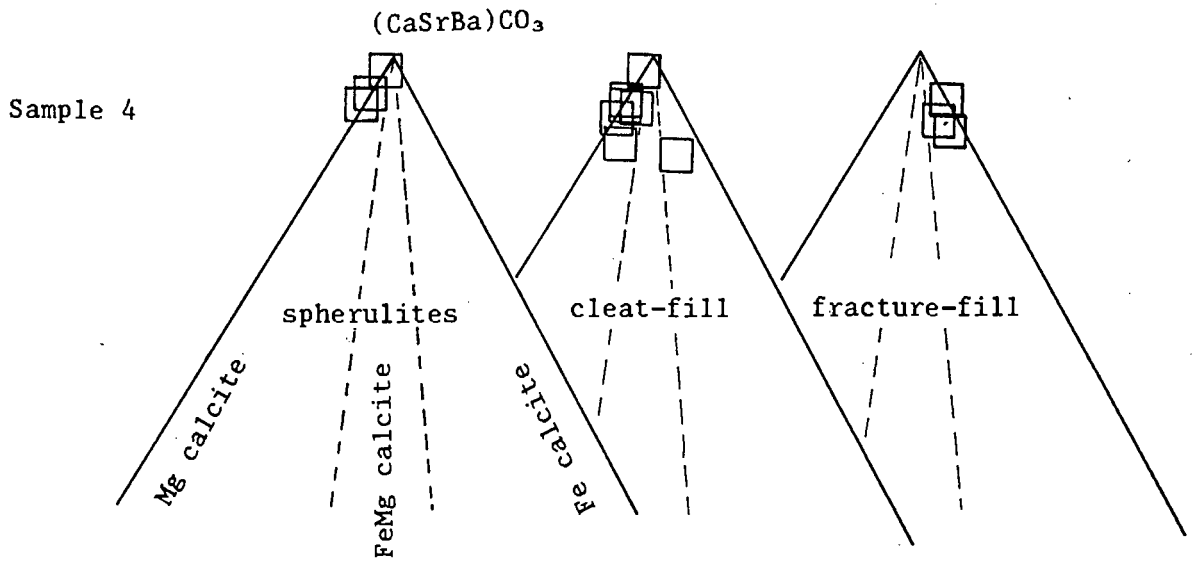 (CaSrBa)CO₃
Sample 4
spherulites
cleat-fill
fracture-fill
Mg calcite
FeMg calcite
Fe calcite